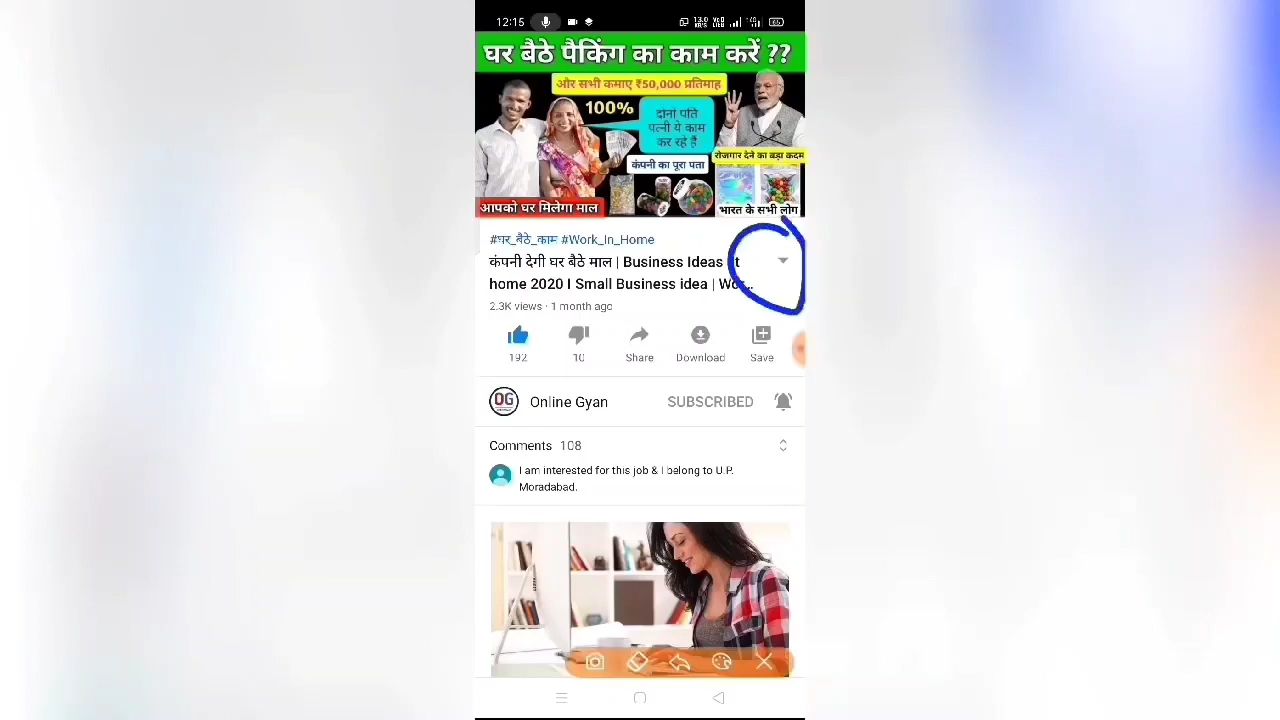 12:15
घर बैठे पैकिंग का काम करें ??
और सभी कमाए ₹50,000 प्रतिमाह
100%
दोनों पति
पत्नी ये काम
कर रहे हैं
रोजगार देने का बड़ा कदम
कंपनी का पूरा पता
आपको घर मिलेगा माल
भारत के सभी लोग
#घर_बैठे_काम #Work_In_Home
कंपनी देगी घर बैठे माल | Business Ideas at
home 2020 I Small Business idea | Wor...
2.3K views · 1 month ago
192
10
Share
Download
Save
OG
Online Gyan
SUBSCRIBED
Comments 108
I am interested for this job & I belong to U.P.
Moradabad.